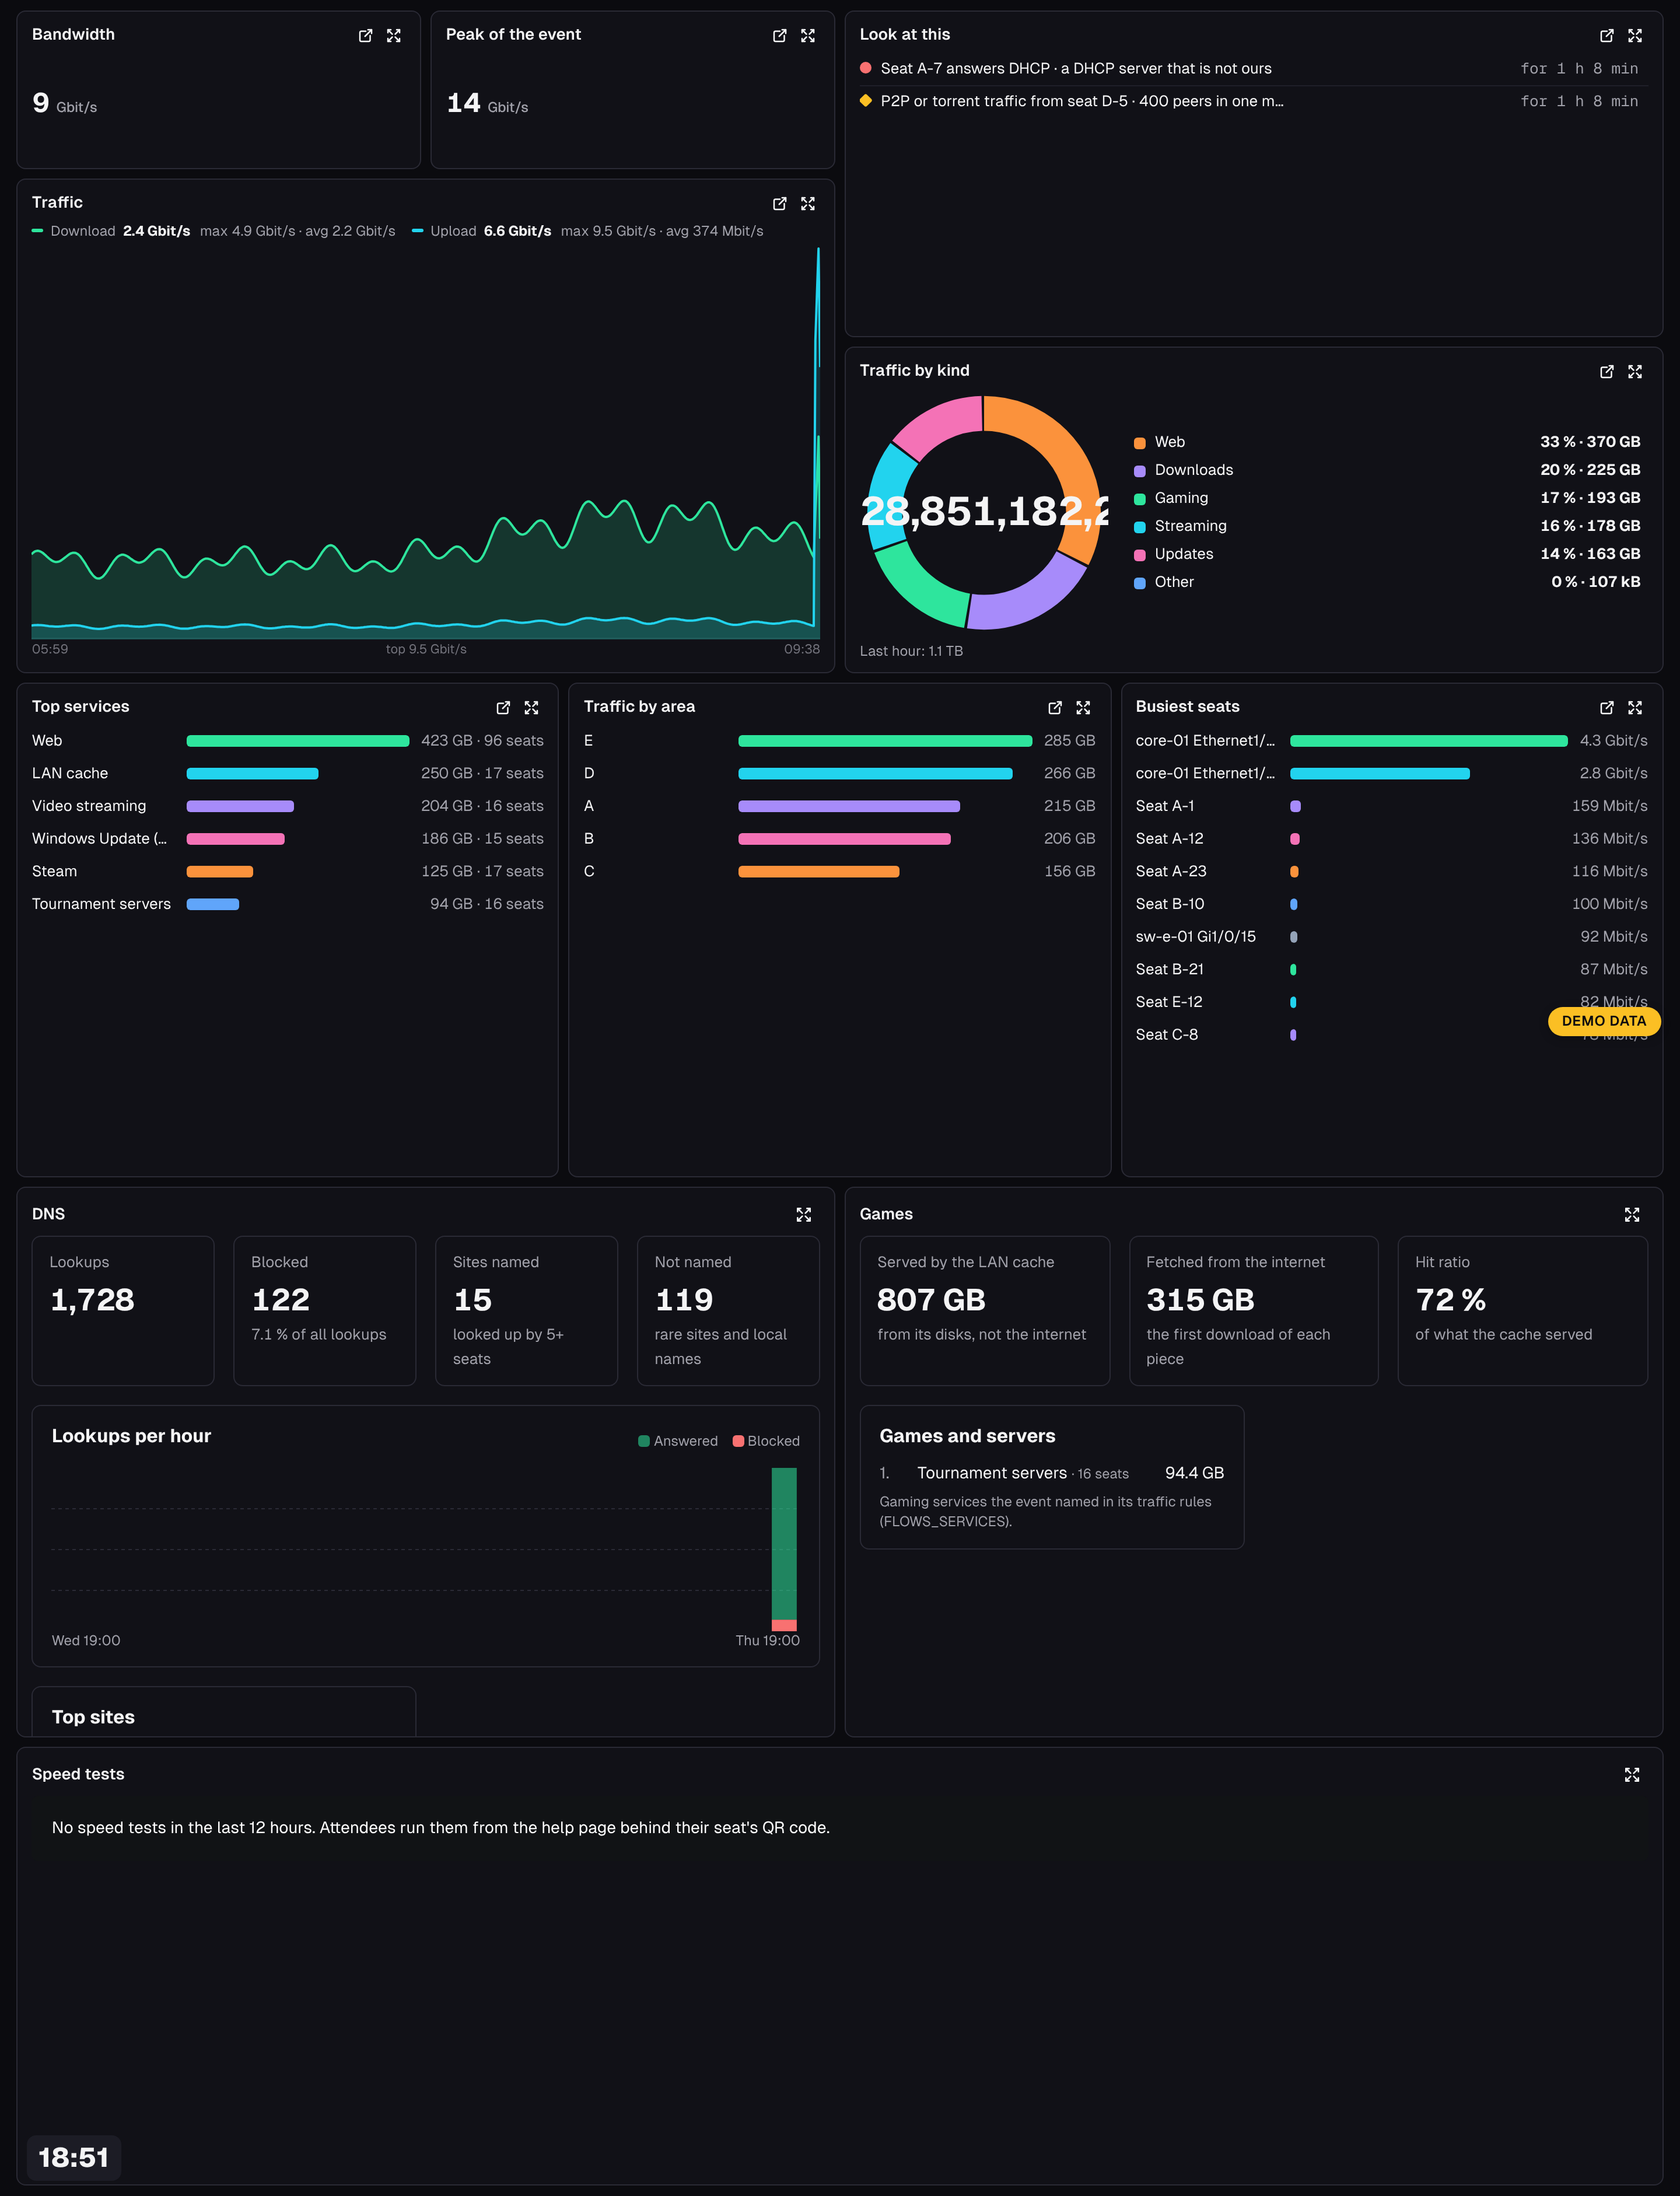 Bandwidth
9 Gbit/s
Peak of the event
14 Gbit/s
Look at this
Seat A-7 answers DHCP · a DHCP server that is not ours for 1 h 8 min
P2P or torrent traffic from seat D-5 · 400 peers in one m... for 1 h 8 min
Traffic
Download 2.4 Gbit/s max 4.9 Gbit/s · avg 2.2 Gbit/s Upload 6.6 Gbit/s max 9.5 Gbit/s · avg 374 Mbit/s
05:59 top 9.5 Gbit/s 09:38
Traffic by kind
28,851,182,2
Web 33 % · 370 GB
Downloads 20 % · 225 GB
Gaming 17 % · 193 GB
Streaming 16 % · 178 GB
Updates 14 % · 163 GB
Other 0 % · 107 kB
Last hour: 1.1 TB
Top services
Web 423 GB · 96 seats
LAN cache 250 GB · 17 seats
Video streaming 204 GB · 16 seats
Windows Update (... 186 GB · 15 seats
Steam 125 GB · 17 seats
Tournament servers 94 GB · 16 seats
Traffic by area
E 285 GB
D 266 GB
A 215 GB
B 206 GB
C 156 GB
Busiest seats
core-01 Ethernet1/... 4.3 Gbit/s
core-01 Ethernet1/... 2.8 Gbit/s
Seat A-1 159 Mbit/s
Seat A-12 136 Mbit/s
Seat A-23 116 Mbit/s
Seat B-10 100 Mbit/s
sw-e-01 Gi1/0/15 92 Mbit/s
Seat B-21 87 Mbit/s
Seat E-12 82 Mbit/s
DEMO DATA
Seat C-8
DNS
Lookups
1,728
Blocked
122
7.1 % of all lookups
Sites named
15
looked up by 5+
seats
Not named
119
rare sites and local
names
Lookups per hour
Answered Blocked
Wed 19:00 Thu 19:00
Top sites
Games
Served by the LAN cache
807 GB
from its disks, not the internet
Fetched from the internet
315 GB
the first download of each
piece
Hit ratio
72 %
of what the cache served
Games and servers
1. Tournament servers · 16 seats 94.4 GB
Gaming services the event named in its traffic rules
(FLOWS_SERVICES).
Speed tests
No speed tests in the last 12 hours. Attendees run them from the help page behind their seat's QR code.
18:51